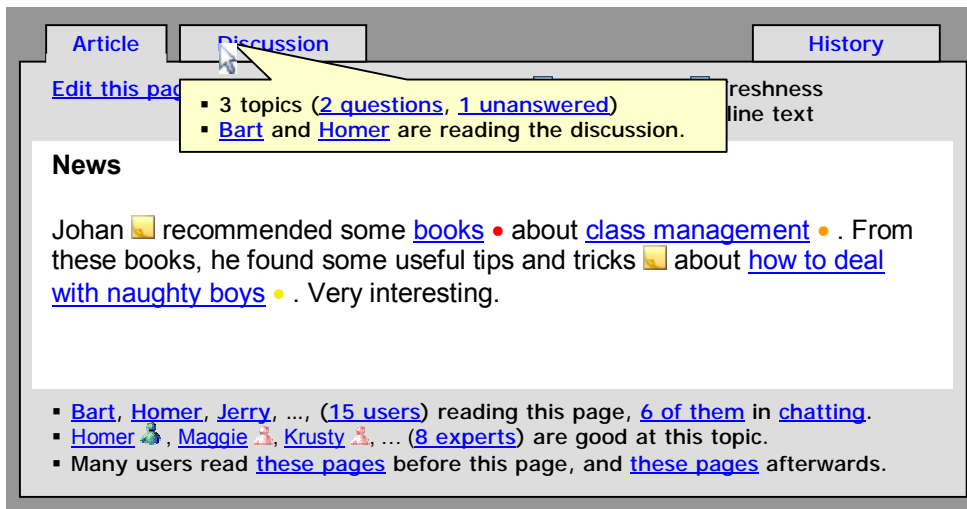 Article Discussion History
Edit this pag reshness
line text
▪ 3 topics (2 questions, 1 unanswered)
▪ Bart and Homer are reading the discussion.
News
Johan recommended some books • about class management • . From
these books, he found some useful tips and tricks about how to deal
with naughty boys • . Very interesting.
▪ Bart, Homer, Jerry, ..., (15 users) reading this page, 6 of them in chatting.
▪ Homer , Maggie , Krusty , ... (8 experts) are good at this topic.
▪ Many users read these pages before this page, and these pages afterwards.